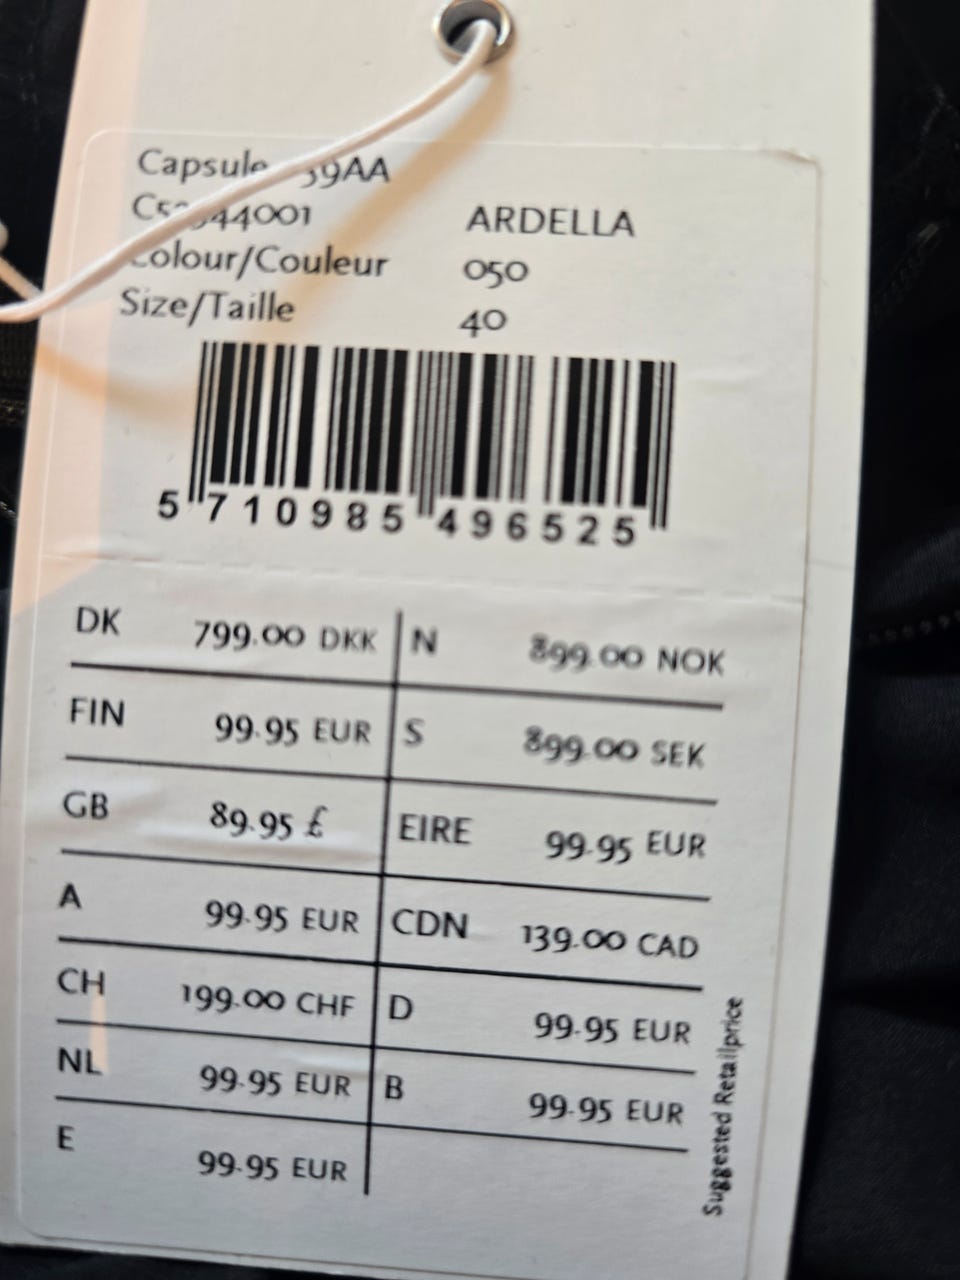 Capsule 39AA
44001 ARDELLA
Colour/Couleur 050
Size/Taille 40
5 710985 496525
DK 799.00 DKK N 899.00 NOK
FIN 99.95 EUR S 899.00 SEK
GB 89.95 £ EIRE 99.95 EUR
A 99.95 EUR CDN 139.00 CAD
CH 199.00 CHF D 99.95 EUR
NL 99.95 EUR B 99.95 EUR
E 99.95 EUR
Suggested Retailprice